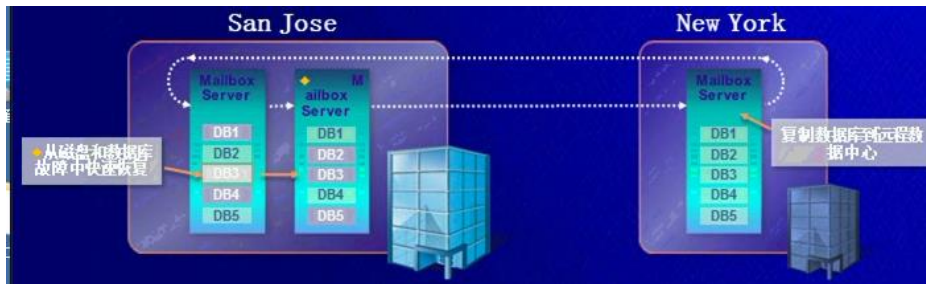 San Jose
New York
Mailbox
Server
DB1
DB2
DB3
DB4
DB5
◆ M
ailbox
Server
DB1
DB2
DB3
DB4
DB5
Mailbox
Server
DB1
DB2
DB3
DB4
DB5
◆从磁盘和数据库
故障中快速恢复
复制数据库到远程数
据中心